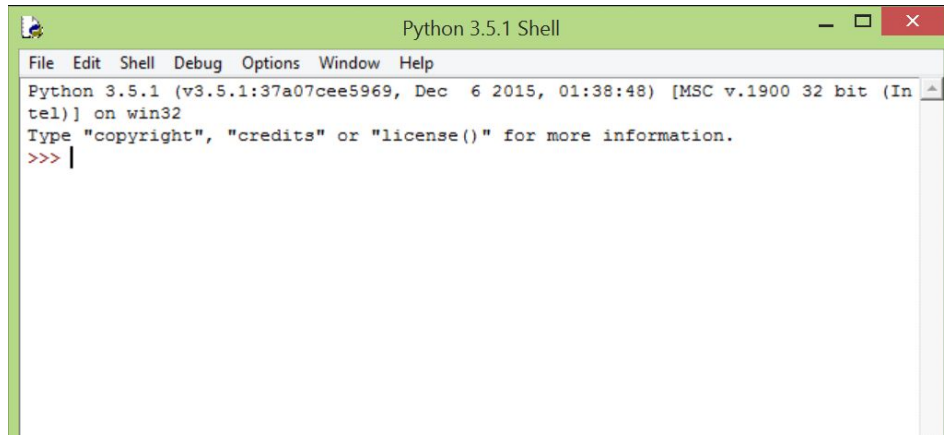 Python 3.5.1 Shell
File Edit Shell Debug Options Window Help
Python 3.5.1 (v3.5.1:37a07cee5969, Dec  6 2015, 01:38:48) [MSC v.1900 32 bit (In
tel)] on win32
Type "copyright", "credits" or "license()" for more information.
>>>